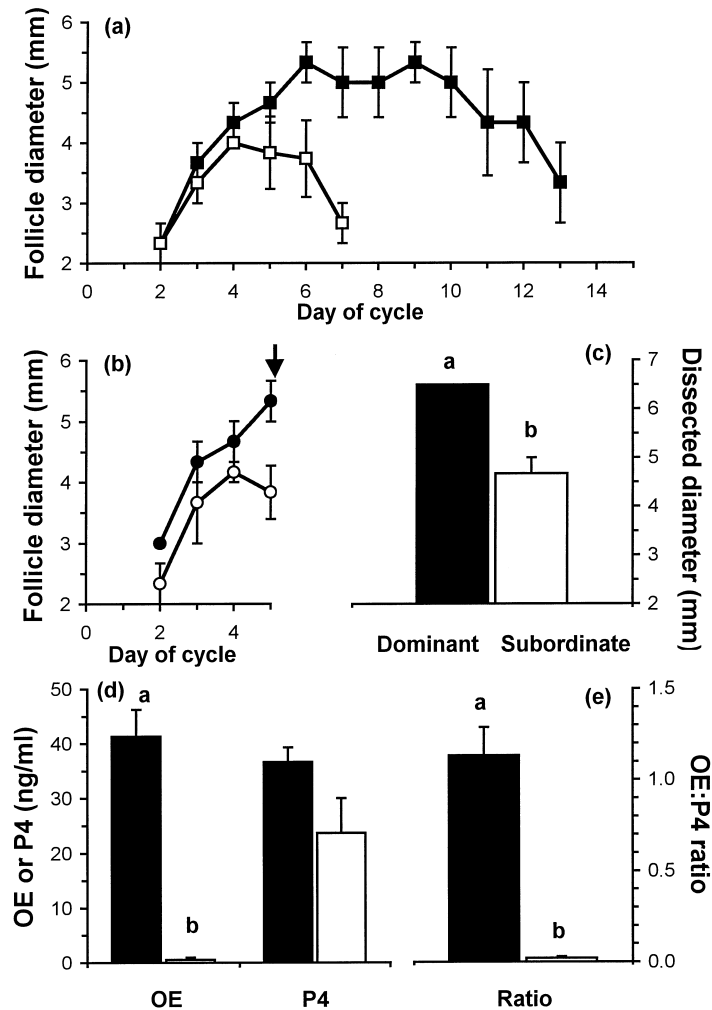 (a)
Follicle diameter (mm)
6
5
4
3
2
0 2 4 6 8 10 12 14
Day of cycle
(b)
Follicle diameter (mm)
6
5
4
3
2
0 2 4
Day of cycle
(c)
a
b
7
6
5
4
3
2
Dissected diameter (mm)
Dominant Subordinate
(d)
OE or P4 (ng/ml)
50
40
30
20
10
0
a
b
OE P4
(e)
a
b
1.5
1.0
0.5
0.0
OE:P4 ratio
Ratio